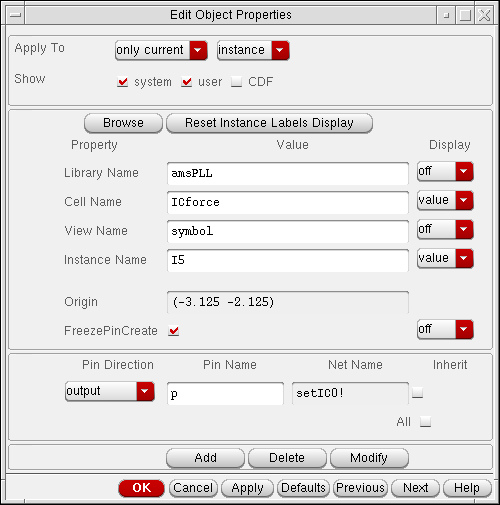 Edit Object Properties
Apply To only current instance
Show system user CDF
Browse Reset Instance Labels Display
Property Value Display
Library Name amsPLL off
Cell Name ICforce value
View Name symbol off
Instance Name I5 value
Origin (-3.125 -2.125)
FreezePinCreate off
Pin Direction Pin Name Net Name Inherit
output p setIC0!
All
Add Delete Modify
OK Cancel Apply Defaults Previous Next Help